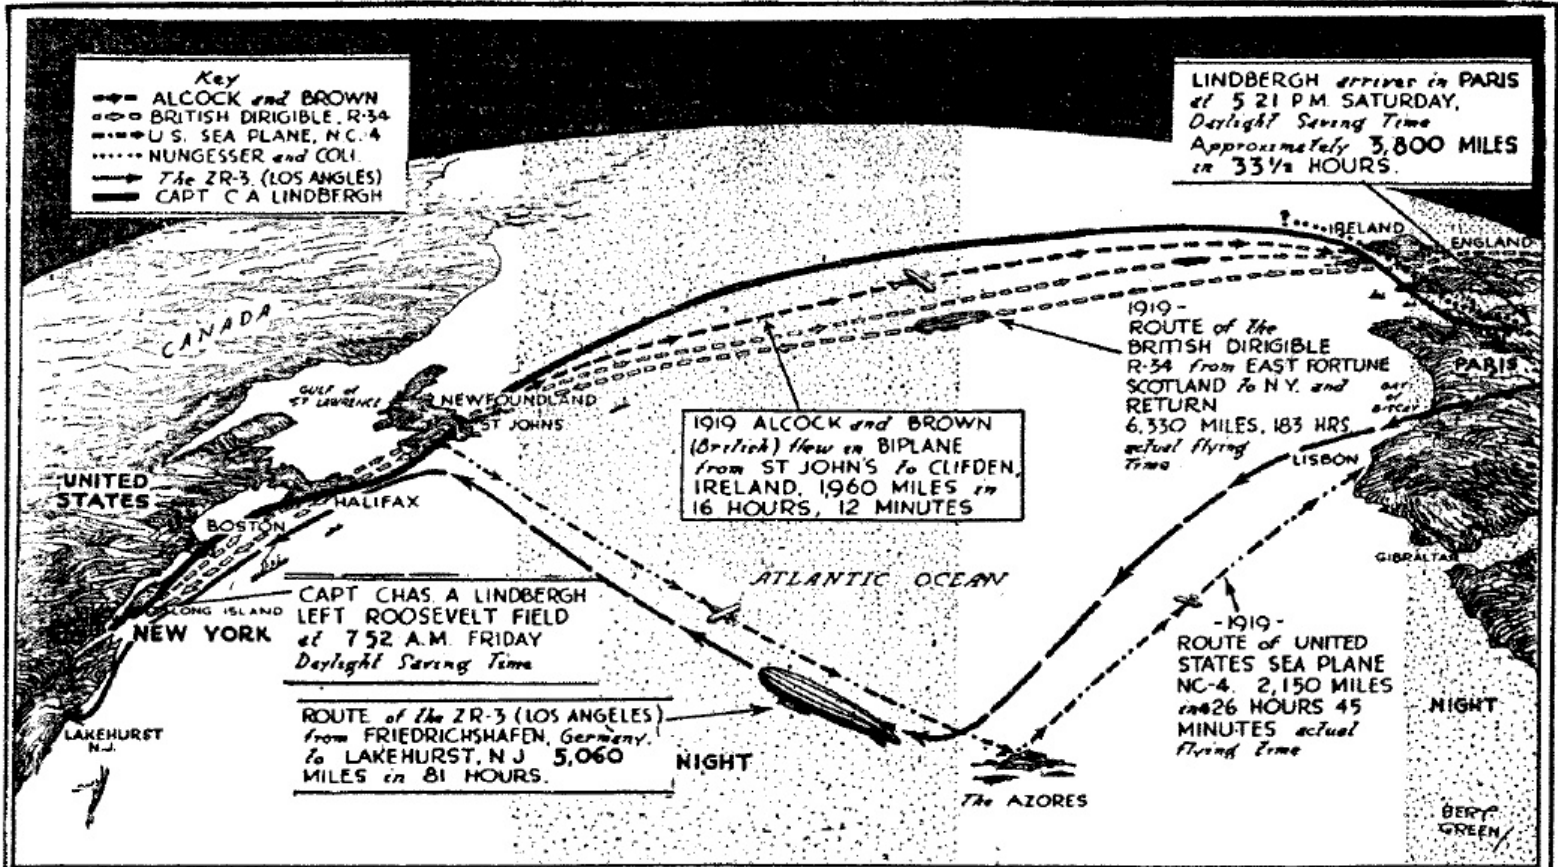 Key
ALCOCK and BROWN
BRITISH DIRIGIBLE, R-34
U.S. SEA PLANE, N.C. 4
NUNGESSER and COLI.
The ZR-3. (LOS ANGLES)
CAPT C A LINDBERGH
LINDBERGH arrives in PARIS
at 5 21 P.M. SATURDAY,
Daylight Saving Time
Approximately 3,800 MILES
in 33 1/2 HOURS.
?
IRELAND
ENGLAND
CANADA
GULF of
ST LAWRENCE
NEWFOUNDLAND
ST JOHNS
1919-
ROUTE of the
BRITISH DIRIGIBLE
R-34 from EAST FORTUNE
SCOTLAND to N.Y. and
RETURN
6,330 MILES, 183 HRS.
actual flying
Time
PARIS
BAY
of
BISCAY
1919 ALCOCK and BROWN
(British) flew in BIPLANE
from ST JOHN'S to CLIFDEN,
IRELAND, 1,960 MILES in
16 HOURS, 12 MINUTES
LISBON
UNITED
STATES
HALIFAX
BOSTON
GIBRALTAR
ATLANTIC OCEAN
CAPT CHAS. A LINDBERGH
LEFT ROOSEVELT FIELD
at 7 52 A.M. FRIDAY
Daylight Saving Time
LONG ISLAND
NEW YORK
-1919-
ROUTE of UNITED
STATES SEA PLANE
NC-4. 2,150 MILES
in 26 HOURS 45
MINUTES actual
flying time
ROUTE of the ZR-3 (LOS ANGELES)
from FRIEDRICHSHAFEN, Germany,
to LAKEHURST, N J 5,060
MILES in 81 HOURS.
LAKEHURST
N.J.
NIGHT
NIGHT
The AZORES
BERT
GREEN